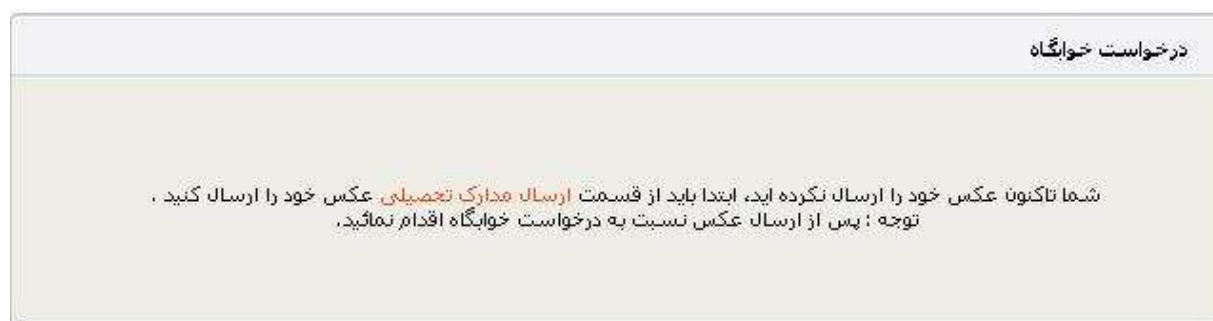 درخواست خوابگاه
شما تاکنون عکس خود را ارسال نکرده اید، ابتدا باید از قسمت ارسال مدارک تحصیلی عکس خود را ارسال کنید .
توجه : پس از ارسال عکس نسبت به درخواست خوابگاه اقدام نمائید.